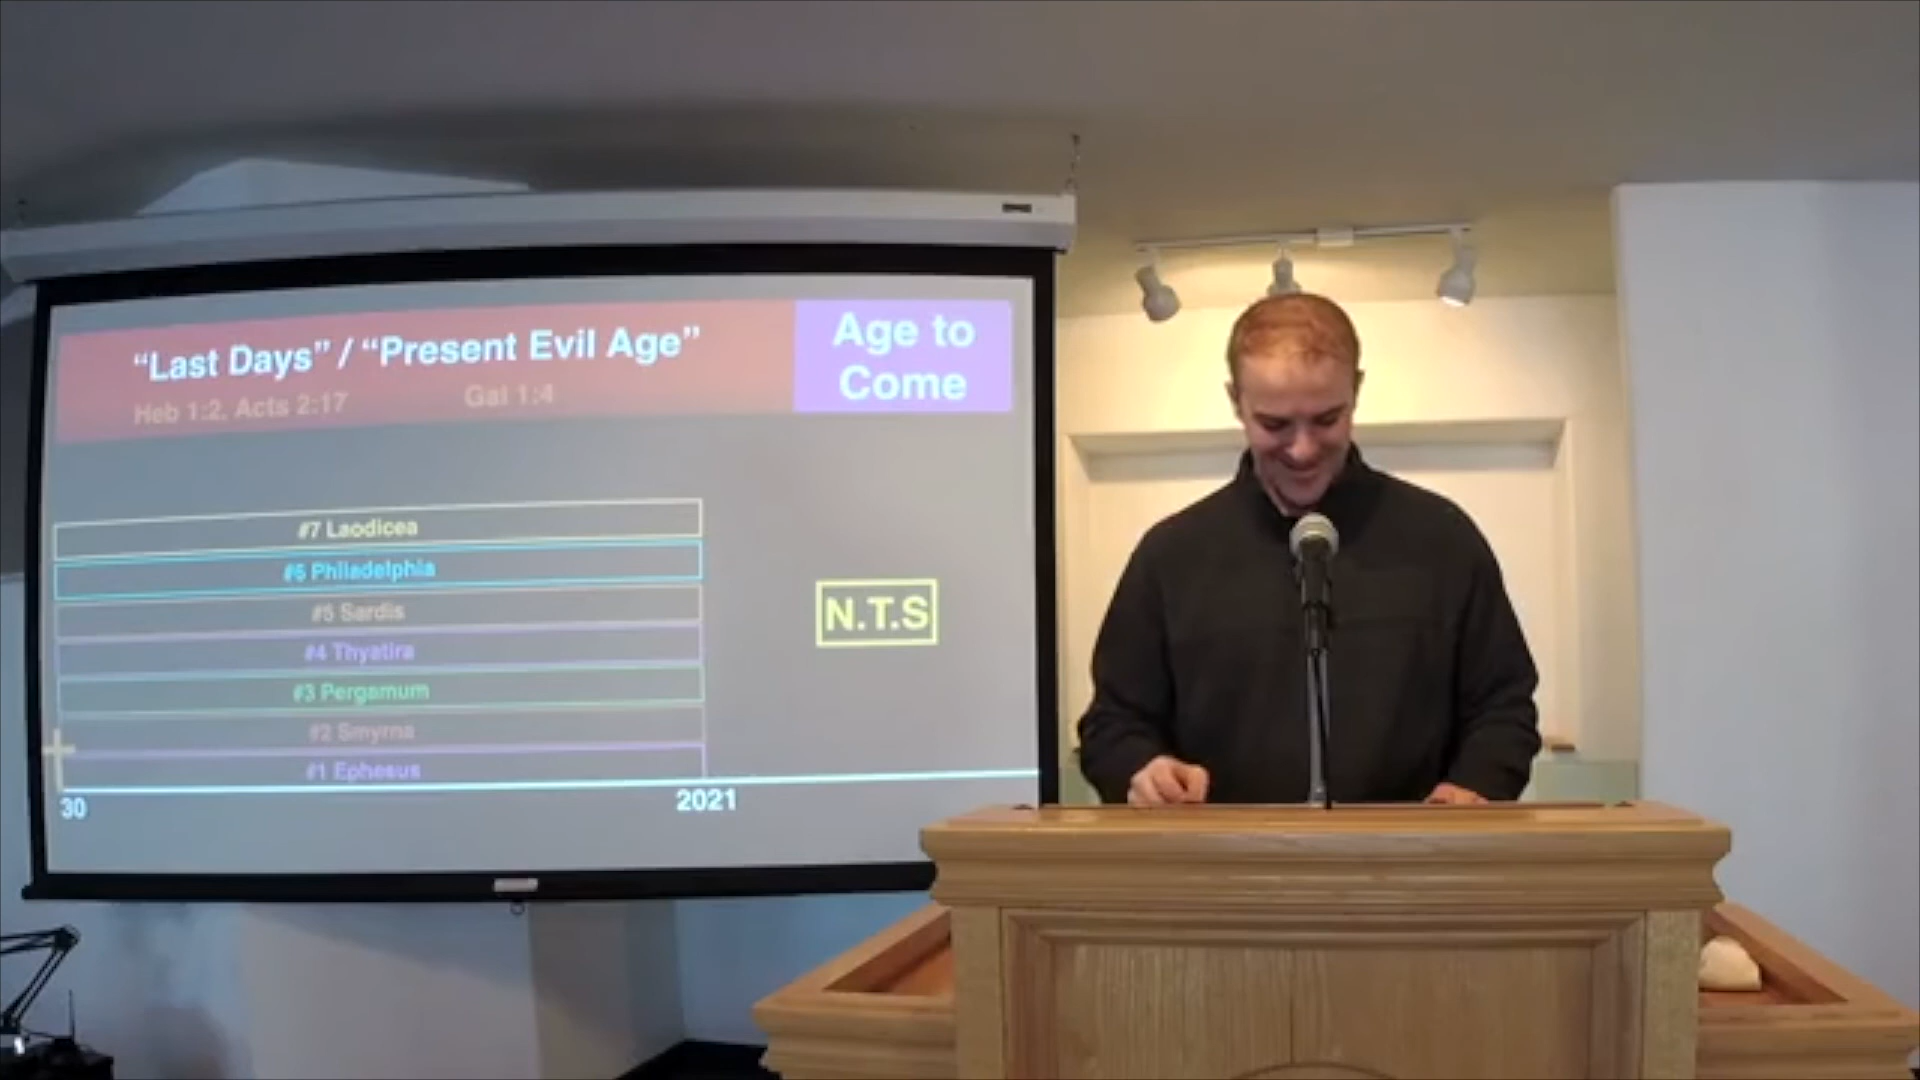 “Last Days” / “Present Evil Age”
Heb 1:2, Acts 2:17 Gal 1:4
Age to
Come
#7 Laodicea
#6 Philadelphia
#5 Sardis
#4 Thyatira
#3 Pergamum
#2 Smyrna
#1 Ephesus
N.T.S
30 2021